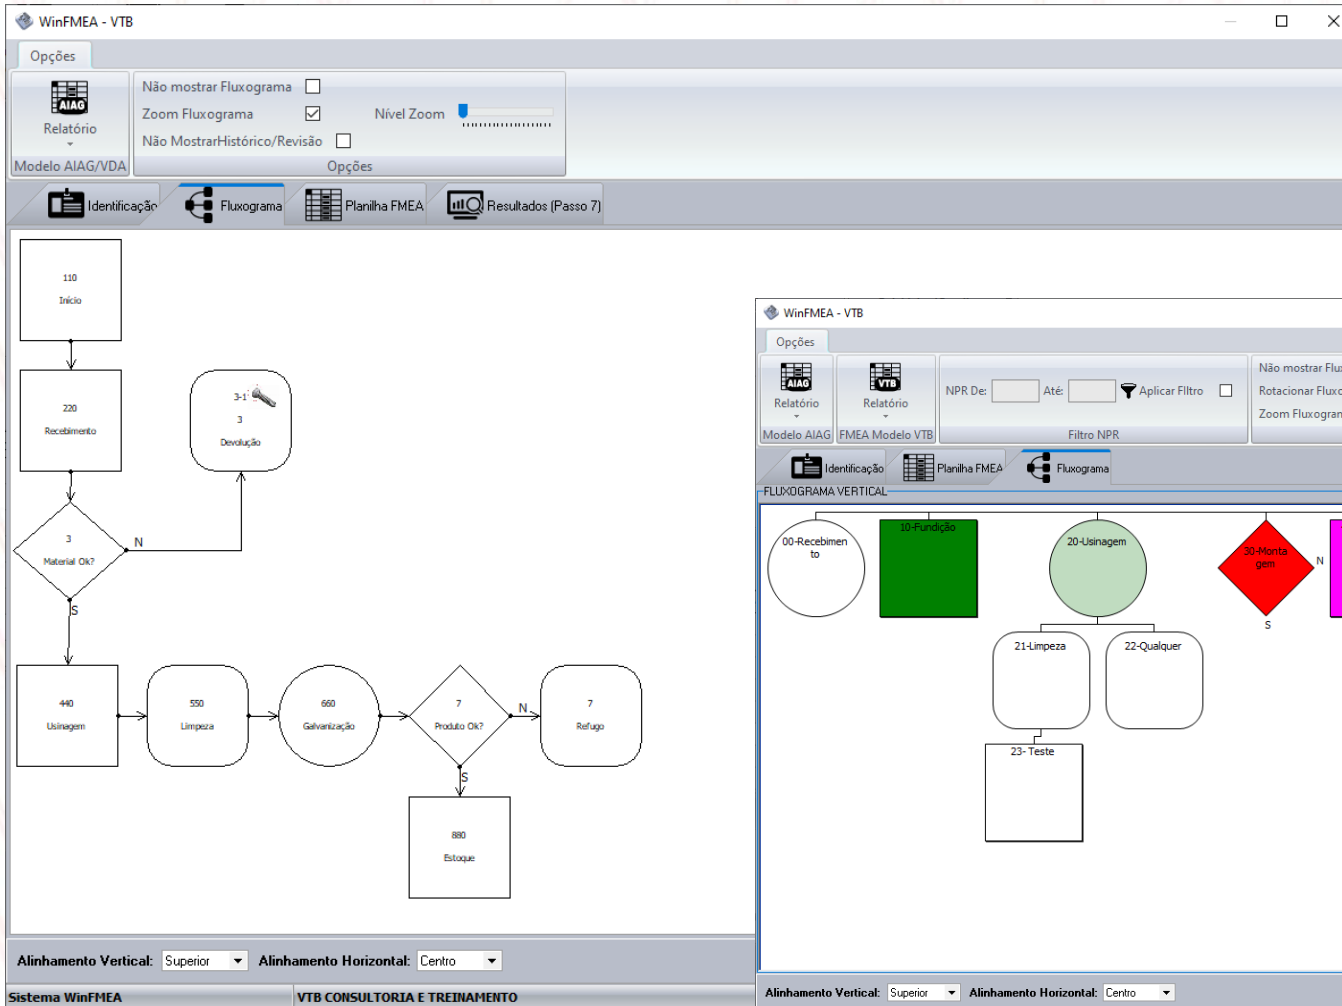 WinFMEA - VTB
Opções
AIAG
Relatório
Modelo AIAG/VDA
Não mostrar Fluxograma
Zoom Fluxograma
Nível Zoom
Não MostrarHistórico/Revisão
Opções
Identificação
Fluxograma
Planilha FMEA
Resultados (Passo 7)
110
Início
220
Recebimento
3-1
3
Devolução
3
Material Ok?
N
S
440
Usinagem
550
Limpeza
660
Galvanização
7
Produto Ok?
N
7
Refugo
S
880
Estoque
Alinhamento Vertical: Superior
Alinhamento Horizontal: Centro
Sistema WinFMEA
VTB CONSULTORIA E TREINAMENTO
WinFMEA - VTB
Opções
AIAG
Relatório
Modelo AIAG
VTB
Relatório
FMEA Modelo VTB
NPR De:
Até:
Aplicar FIltro
Filtro NPR
Não mostrar Flu
Rotacionar Fluxo
Zoom Fluxogran
Identificação
Planilha FMEA
Fluxograma
FLUXOGRAMA VERTICAL
00-Recebimen
to
10-Fundição
20-Usinagem
30-Monta
gem
N
S
21-Limpeza
22-Qualquer
23- Teste
Alinhamento Vertical: Superior
Alinhamento Horizontal: Centro